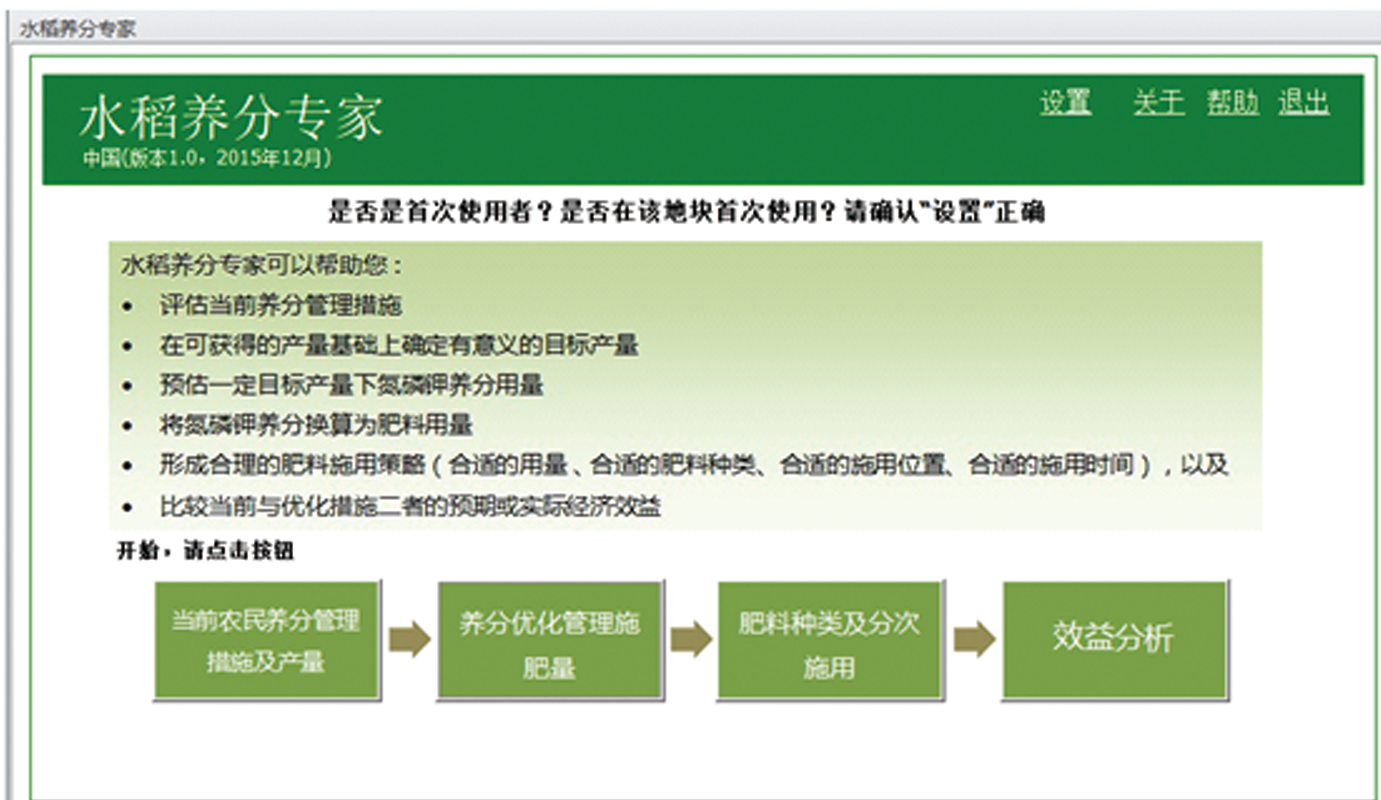 水稻养分专家
水稻养分专家
中国(版本1.0，2015年12月)
设置 关于 帮助 退出
是否是首次使用者？是否在该地块首次使用？请确认“设置”正确
水稻养分专家可以帮助您：
• 评估当前养分管理措施
• 在可获得的产量基础上确定有意义的目标产量
• 预估一定目标产量下氮磷钾养分用量
• 将氮磷钾养分换算为肥料用量
• 形成合理的肥料施用策略（合适的用量、合适的肥料种类、合适的施用位置、合适的施用时间），以及
• 比较当前与优化措施二者的预期或实际经济效益
开始，请点击按钮
当前农民养分管理
措施及产量
养分优化管理施
肥量
肥料种类及分次
施用
效益分析